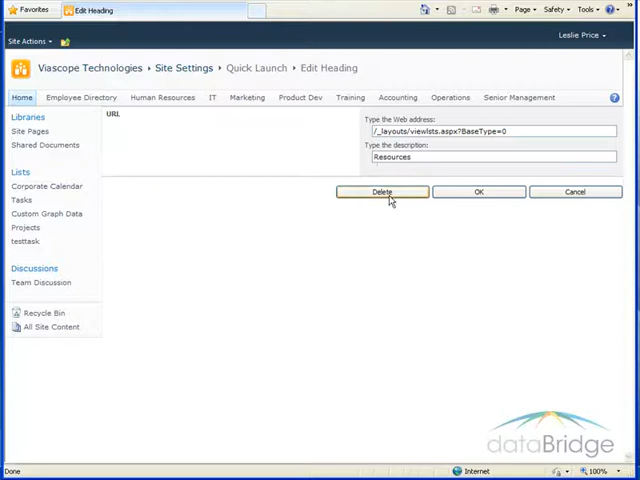 Favorites
Edit Heading
Page
Safety
Tools
Site Actions
Leslie Price
Viascope Technologies
Site Settings
Quick Launch
Edit Heading
Home
Employee Directory
Human Resources
IT
Marketing
Product Dev
Training
Accounting
Operations
Senior Management
Libraries
Site Pages
Shared Documents
Lists
Corporate Calendar
Tasks
Custom Graph Data
Projects
testtask
Discussions
Team Discussion
Recycle Bin
All Site Content
URL
Type the Web address:
/_layouts/viewlsts.aspx?BaseType=0
Type the description:
Resources
Delete
OK
Cancel
dataBridge
Done
Internet
100%